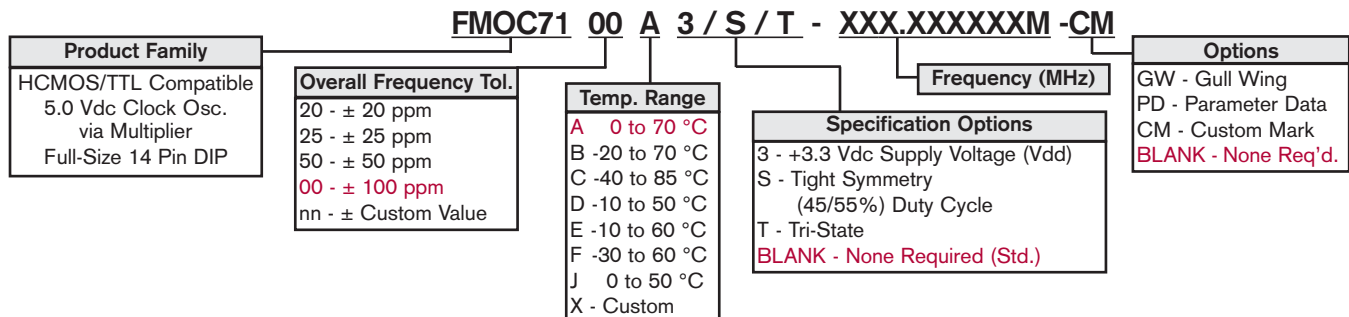 FMOC71 00 A 3 / S / T - XXX.XXXXXXM -CM
Product Family
HCMOS/TTL Compatible
5.0 Vdc Clock Osc.
via Multiplier
Full-Size 14 Pin DIP
Overall Frequency Tol.
20 - ± 20 ppm
25 - ± 25 ppm
50 - ± 50 ppm
00 - ± 100 ppm
nn - ± Custom Value
Temp. Range
A 0 to 70 °C
B -20 to 70 °C
C -40 to 85 °C
D -10 to 50 °C
E -10 to 60 °C
F -30 to 60 °C
J 0 to 50 °C
X - Custom
Specification Options
3 - +3.3 Vdc Supply Voltage (Vdd)
S - Tight Symmetry
(45/55%) Duty Cycle
T - Tri-State
BLANK - None Required (Std.)
Frequency (MHz)
Options
GW - Gull Wing
PD - Parameter Data
CM - Custom Mark
BLANK - None Req'd.